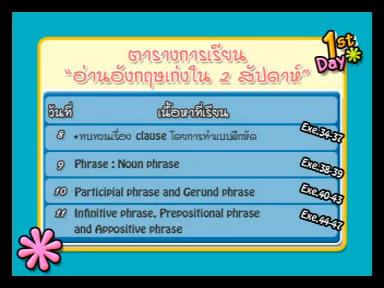 1st
Day
ตารางการเรียน
“อ่านอังกฤษเก่งใน 2 สัปดาห์”
วันที่ เนื้อหาที่เรียน
8 •ทบทวนเรื่อง clause โดยการทำแบบฝึกหัด Exe.34-37
9 Phrase : Noun phrase Exe.38-39
10 Participial phrase and Gerund phrase Exe.40-43
11 Infinitive phrase, Prepositional phrase Exe.44-47
and Appositive phrase